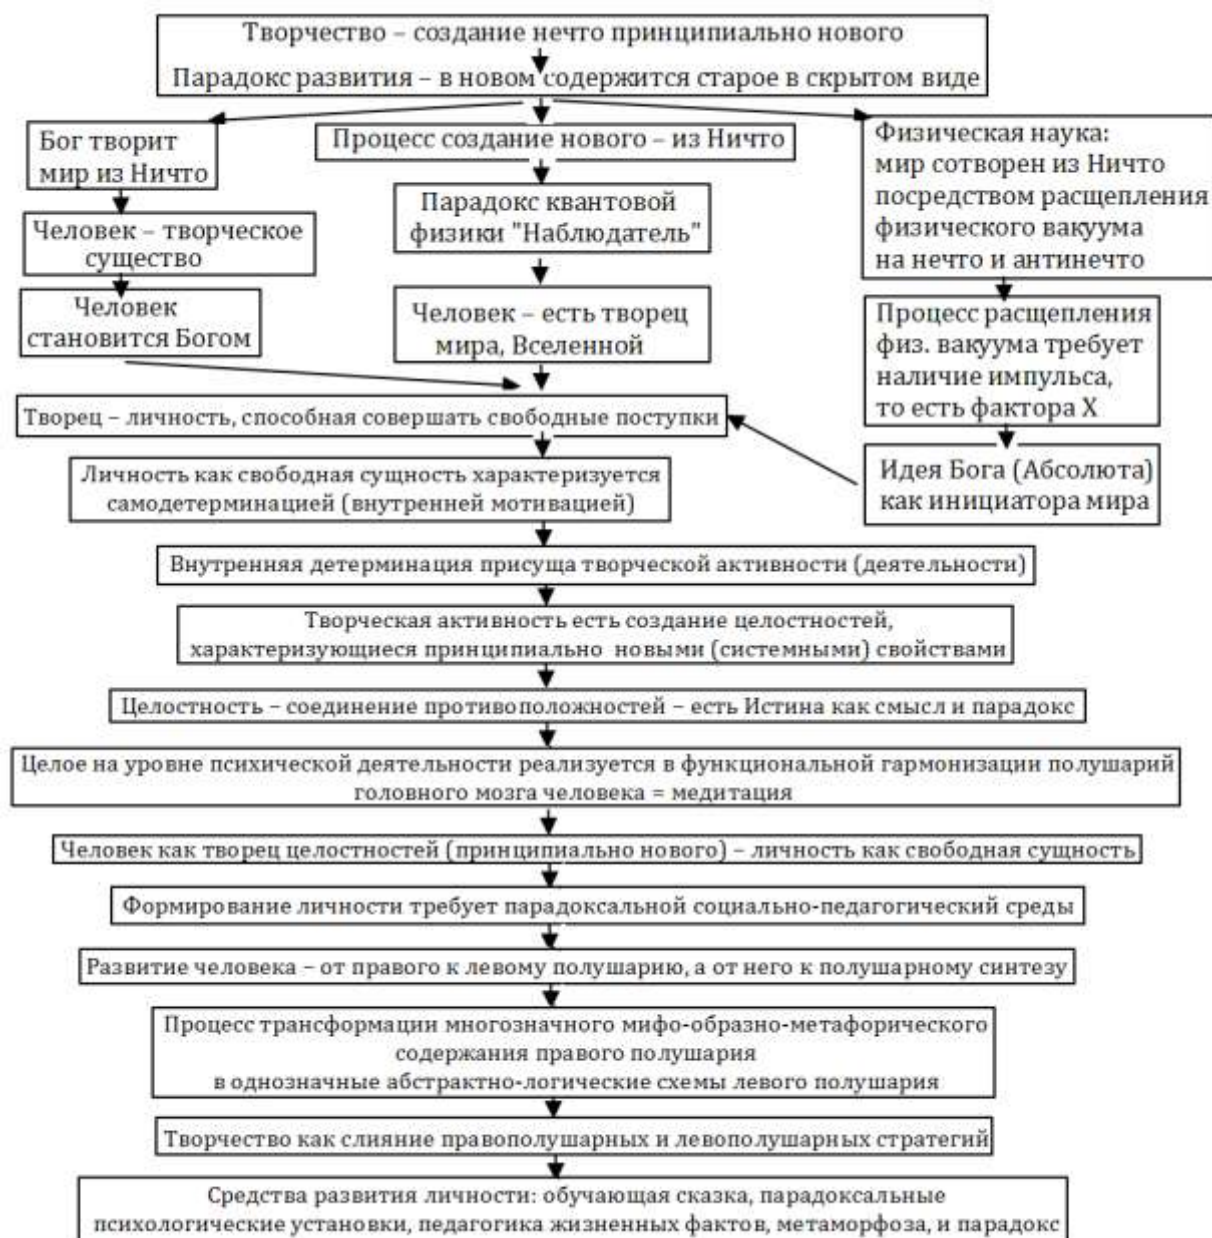 Творчество – создание нечто принципиально нового
Парадокс развития – в новом содержится старое в скрытом виде
Бог творит
мир из Ничто
Человек – творческое
существо
Человек
становится Богом
Процесс создание нового – из Ничто
Парадокс квантовой
физики "Наблюдатель"
Человек – есть творец
мира, Вселенной
Физическая наука:
мир сотворен из Ничто
посредством расщепления
физического вакуума
на нечто и антинечто
Процесс расщепления
физ. вакуума требует
наличие импульса,
то есть фактора Х
Идея Бога (Абсолюта)
как инициатора мира
Творец – личность, способная совершать свободные поступки
Личность как свободная сущность характеризуется
самодетерминацией (внутренней мотивацией)
Внутренняя детерминация присуща творческой активности (деятельности)
Творческая активность есть создание целостностей,
характеризующиеся принципиально новыми (системными) свойствами
Целостность – соединение противоположностей – есть Истина как смысл и парадокс
Целое на уровне психической деятельности реализуется в функциональной гармонизации полушарий
головного мозга человека = медитация
Человек как творец целостностей (принципиально нового) – личность как свободная сущность
Формирование личности требует парадоксальной социально-педагогический среды
Развитие человека – от правого к левому полушарию, а от него к полушарному синтезу
Процесс трансформации многозначного мифо-образно-метафорического
содержания правого полушария
в однозначные абстрактно-логические схемы левого полушария
Творчество как слияние правополушарных и левополушарных стратегий
Средства развития личности: обучающая сказка, парадоксальные
психологические установки, педагогика жизненных фактов, метаморфоза, и парадокс